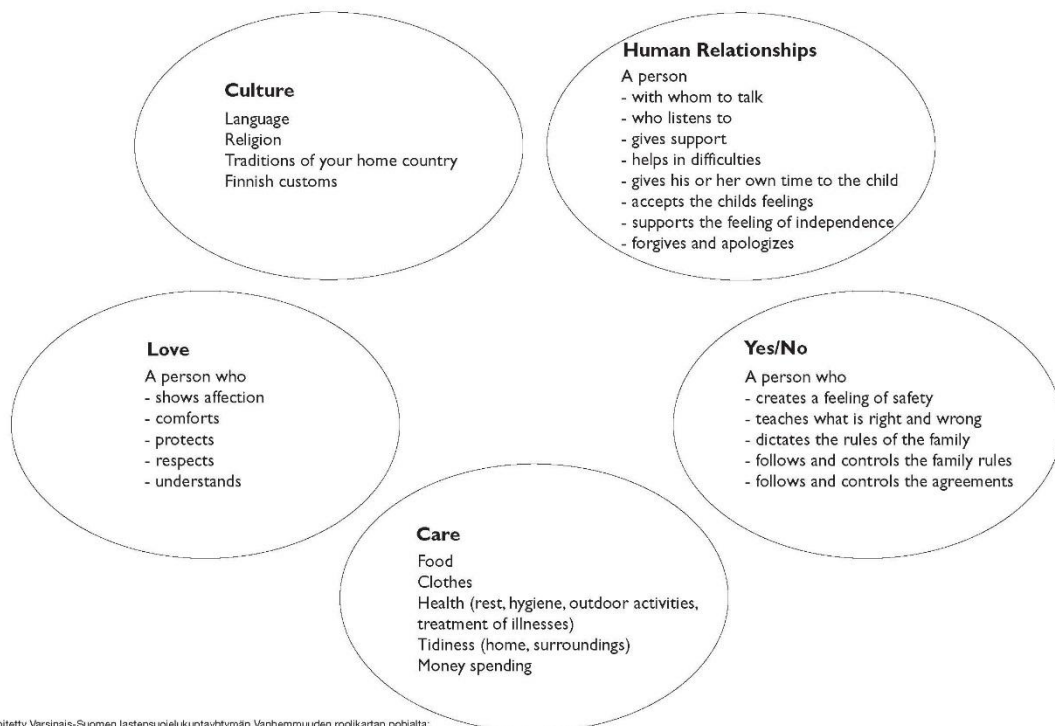 Culture
Language
Religion
Traditions of your home country
Finnish customs
Human Relationships
A person
- with whom to talk
- who listens to
- gives support
- helps in difficulties
- gives his or her own time to the child
- accepts the childs feelings
- supports the feeling of independence
- forgives and apologizes
Love
A person who
- shows affection
- comforts
- protects
- respects
- understands
Yes/No
A person who
- creates a feeling of safety
- teaches what is right and wrong
- dictates the rules of the family
- follows and controls the family rules
- follows and controls the agreements
Care
Food
Clothes
Health (rest, hygiene, outdoor activities,
treatment of illnesses)
Tidiness (home, surroundings)
Money spending
Varsinais-Suomen lastensuojelukuntayhtymän Vanhemmuuden roolikartan pohjalta: